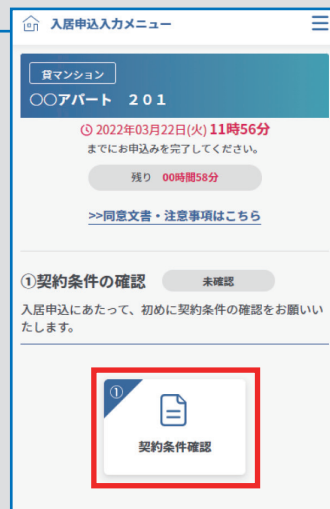 入居申込入力メニュー
貸マンション
○○アパート 201
2022年03月22日(火) 11時56分
までにお申込みを完了してください。
残り 00時間58分
>>同意文書・注意事項はこちら
①契約条件の確認 未確認
入居申込にあたって、初めに契約条件の確認をお願いい
たします。
①
契約条件確認